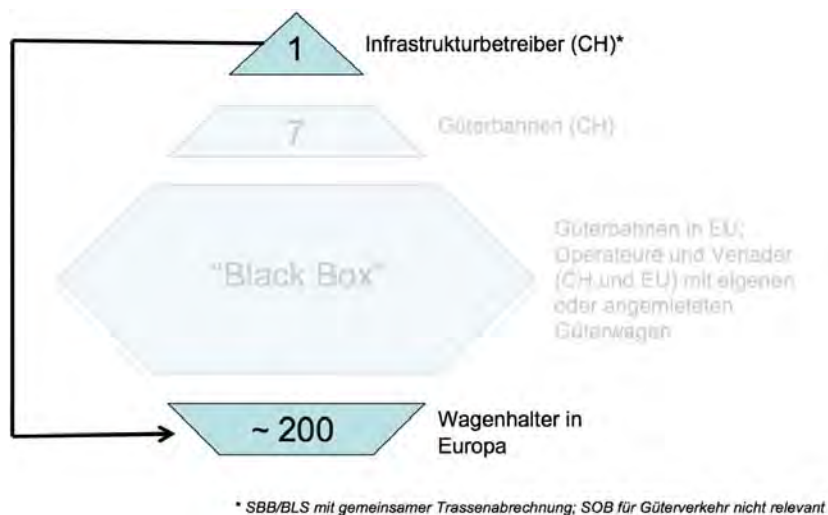 1
Infrastrukturbetreiber (CH)*
7
Güterbahnen (CH)
"Black Box"
Güterbahnen in EU;
Operateure und Verlader
(CH und EU) mit eigenen
oder angemieteten
Güterwagen
~ 200
Wagenhalter in
Europa
* SBB/BLS mit gemeinsamer Trassenabrechnung; SOB für Güterverkehr nicht relevant